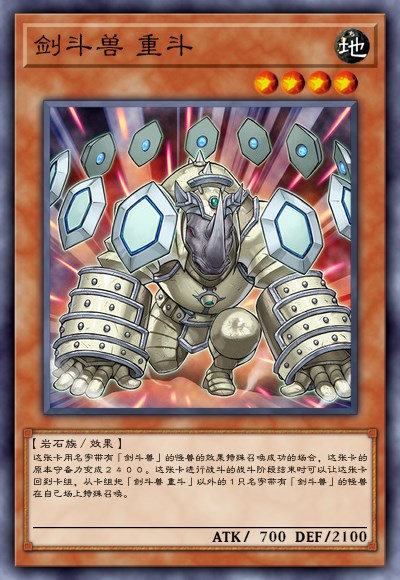 剑斗兽 重斗
地
【岩石族／效果】
这张卡用名字带有「剑斗兽」的怪兽的效果特殊召唤成功的场合，这张卡的
原本守备力变成２４００。这张卡进行战斗的战斗阶段结束时可以让这张卡
回到卡组，从卡组把「剑斗兽 重斗」以外的１只名字带有「剑斗兽」的怪兽
在自己场上特殊召唤。
ATK/ 700 DEF/2100